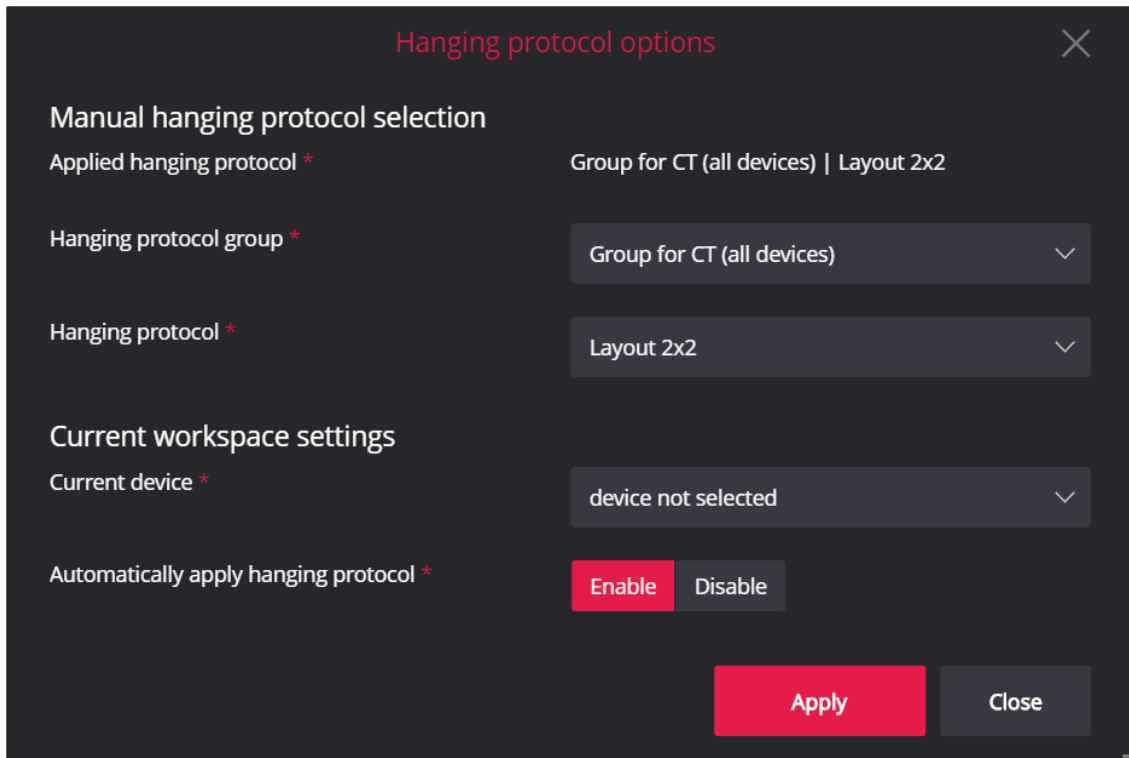 Hanging protocol options
Manual hanging protocol selection
Applied hanging protocol *
Group for CT (all devices) | Layout 2x2
Hanging protocol group *
Group for CT (all devices)
Hanging protocol *
Layout 2x2
Current workspace settings
Current device *
device not selected
Automatically apply hanging protocol *
Enable Disable
Apply Close